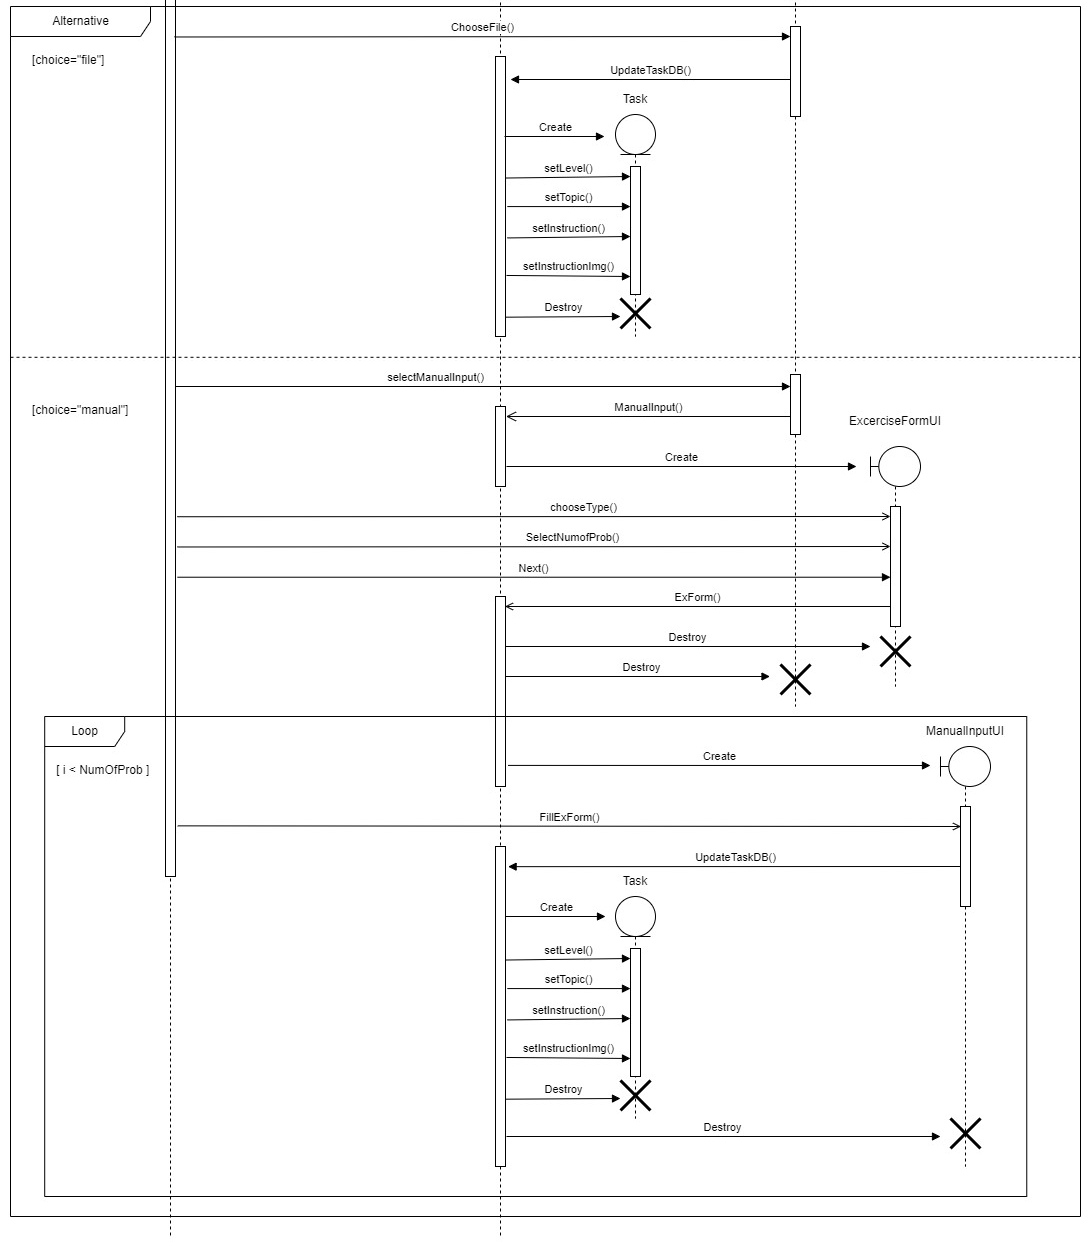 Alternative
ChooseFile()
[choice="file"]
UpdateTaskDB()
Task
Create
setLevel()
setTopic()
setInstruction()
setInstructionImg()
Destroy
selectManualInput()
[choice="manual"]
ManualInput()
ExcerciseFormUI
Create
chooseType()
SelectNumofProb()
Next()
ExForm()
Destroy
Destroy
Loop
ManualInputUI
Create
[ i < NumOfProb ]
FillExForm()
UpdateTaskDB()
Task
Create
setLevel()
setTopic()
setInstruction()
setInstructionImg()
Destroy
Destroy